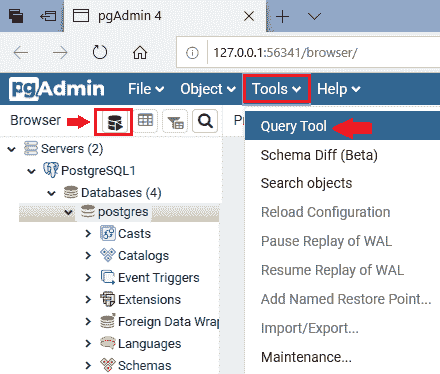 pgAdmin 4
127.0.0.1:56341/browser/
pgAdmin File Object Tools Help
Browser
Servers (2)
PostgreSQL1
Databases (4)
postgres
Casts
Catalogs
Event Triggers
Extensions
Foreign Data Wrap
Languages
Schemas
Query Tool
Schema Diff (Beta)
Search objects
Reload Configuration
Pause Replay of WAL
Resume Replay of WAL
Add Named Restore Point...
Import/Export...
Maintenance...